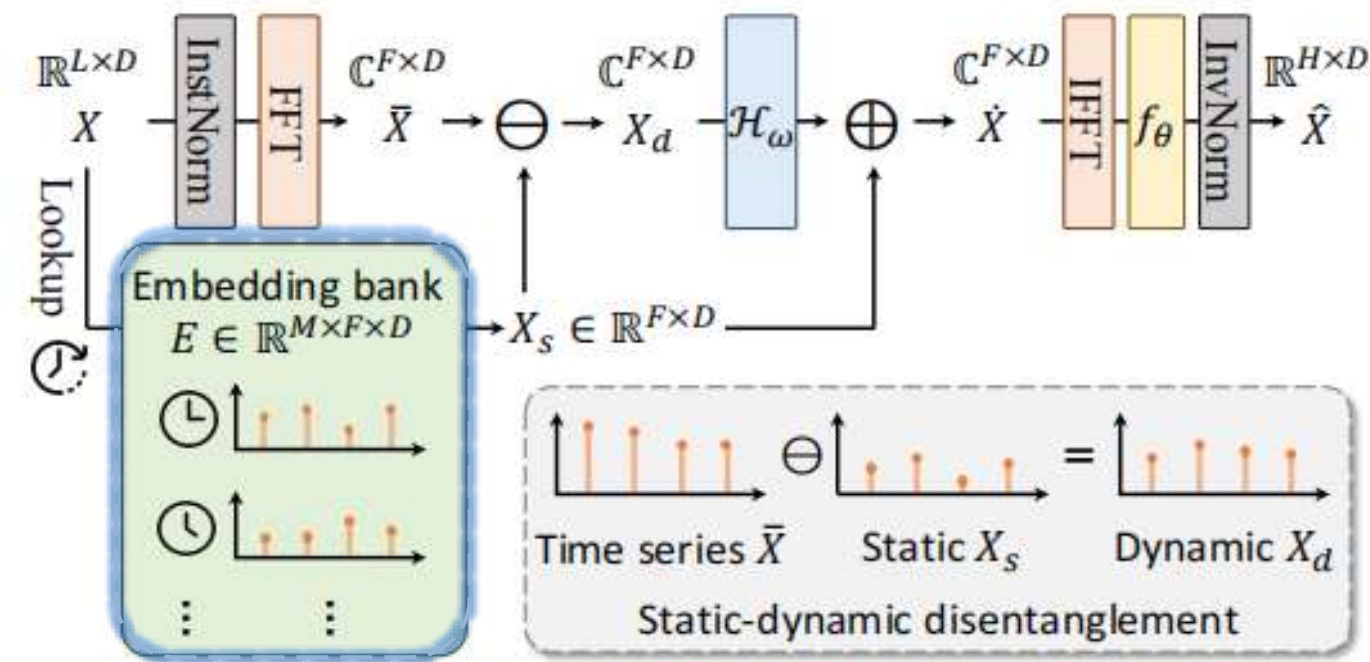 ℝ^{L×D} ℂ^{F×D} ℂ^{F×D} ℂ^{F×D} ℝ^{H×D}
X InstNorm FFT X̄ ⊖ X_d ℋ_ω ⊕ Ẋ IFFT f_θ InvNorm X̂
Lookup
Embedding bank
E ∈ ℝ^{M×F×D}
X_s ∈ ℝ^{F×D}
⊖ =
Time series X̄ Static X_s Dynamic X_d
Static-dynamic disentanglement
⋮ ⋮